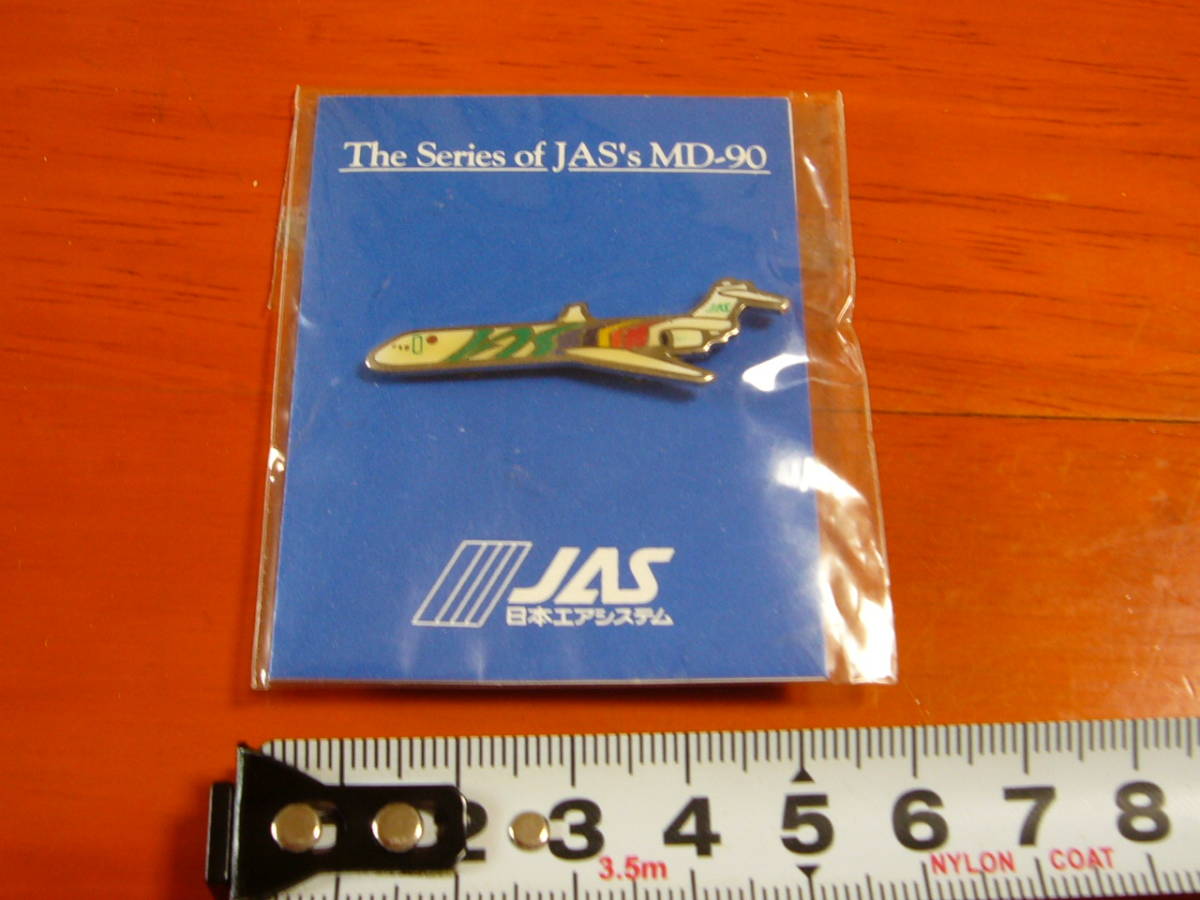 The Series of JAS's MD-90
JAS
JAS
日本エアシステム
2 3 4 5 6 7 8
3.5m NYLON COAT